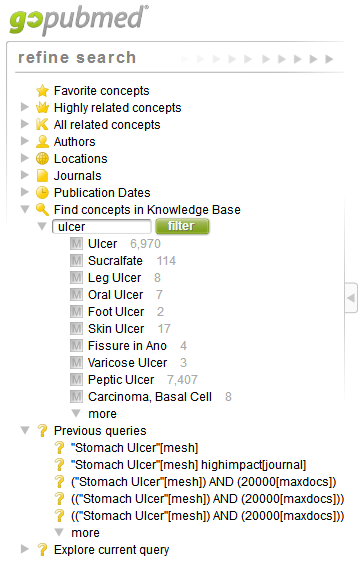 gopubmed®
refine search
Favorite concepts
Highly related concepts
All related concepts
Authors
Locations
Journals
Publication Dates
Find concepts in Knowledge Base
ulcer filter
M Ulcer 6,970
M Sucralfate 114
M Leg Ulcer 8
M Oral Ulcer 7
M Foot Ulcer 2
M Skin Ulcer 17
M Fissure in Ano 4
M Varicose Ulcer 3
M Peptic Ulcer 7,407
M Carcinoma, Basal Cell 8
more
Previous queries
? "Stomach Ulcer"[mesh]
? "Stomach Ulcer"[mesh] highimpact[journal]
? ("Stomach Ulcer"[mesh]) AND (20000[maxdocs])
? (("Stomach Ulcer"[mesh]) AND (20000[maxdocs]))
? (("Stomach Ulcer"[mesh]) AND (20000[maxdocs]))
more
? Explore current query